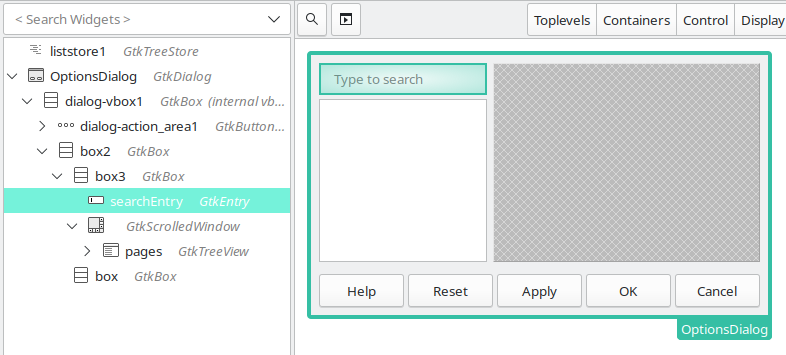 < Search Widgets >
Toplevels Containers Control Display
liststore1 GtkTreeStore
OptionsDialog GtkDialog
dialog-vbox1 GtkBox (internal vb...
dialog-action_area1 GtkButton...
box2 GtkBox
box3 GtkBox
searchEntry GtkEntry
GtkScrolledWindow
pages GtkTreeView
box GtkBox
Type to search
Help Reset Apply OK Cancel
OptionsDialog